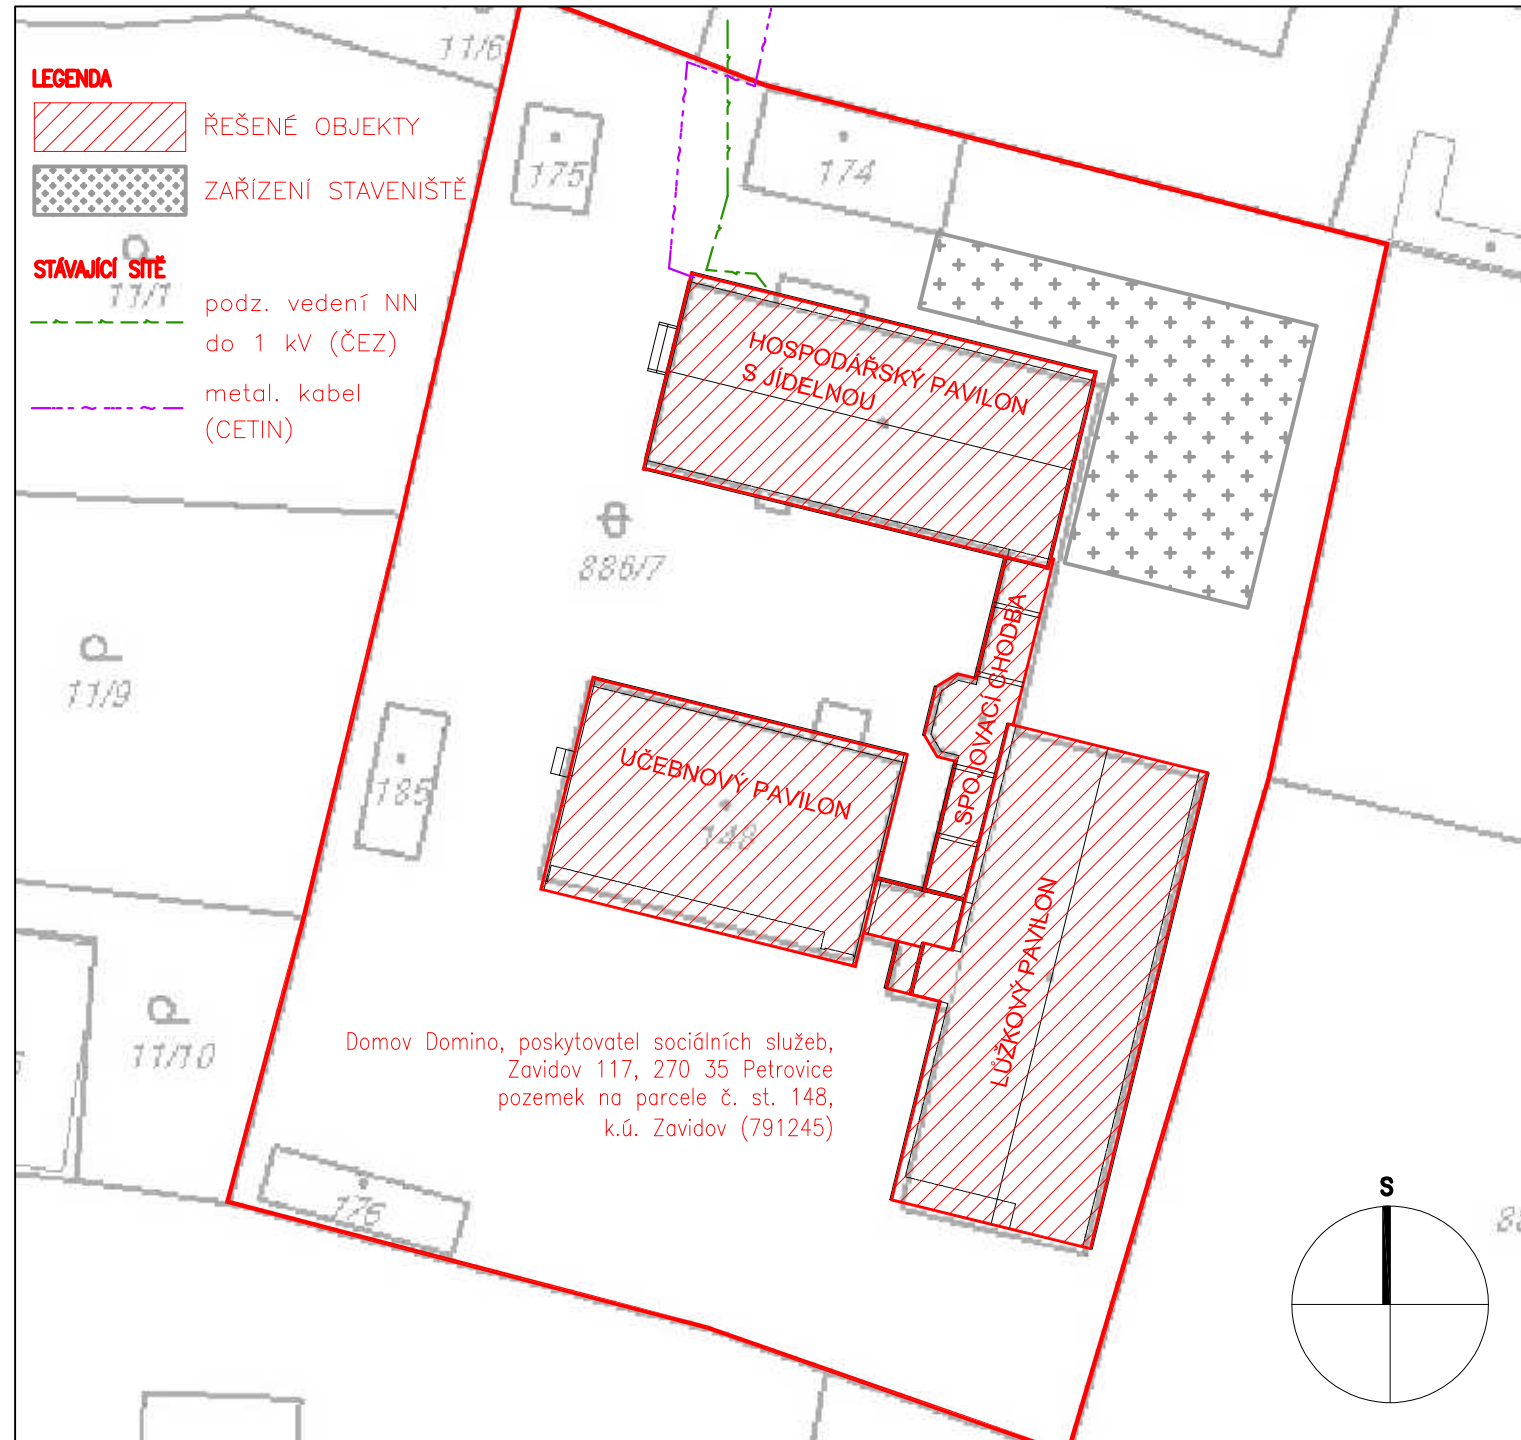 11/6
LEGENDA
ŘEŠENÉ OBJEKTY
ZAŘÍZENÍ STAVENIŠTĚ
STÁVAJÍCÍ SÍTĚ
11/1
podz. vedení NN
do 1 kV (ČEZ)
metal. kabel
(CETIN)
175
174
HOSPODÁŘSKÝ PAVILON
S JÍDELNOU
886/7
SPOJOVACÍ CHODBA
11/9
185
UČEBNOVÝ PAVILON
148
LŮŽKOVÝ PAVILON
11/10
Domov Domino, poskytovatel sociálních služeb,
Zavidov 117, 270 35 Petrovice
pozemek na parcele č. st. 148,
k.ú. Zavidov (791245)
176
S